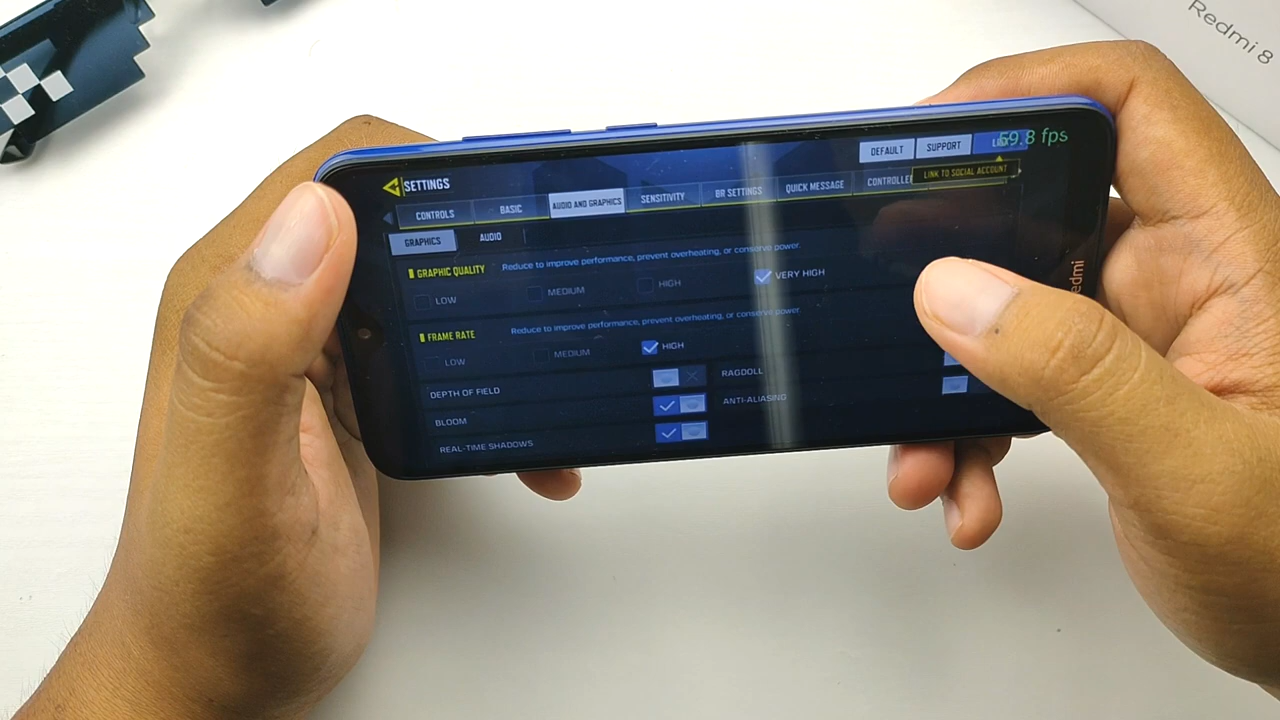 Redmi 8
59.8 fps
SETTINGS
DEFAULT
SUPPORT
LINK TO SOCIAL ACCOUNT
CONTROLS
BASIC
AUDIO AND GRAPHICS
SENSITIVITY
BR SETTINGS
QUICK MESSAGE
CONTROLLER
GRAPHICS
AUDIO
GRAPHIC QUALITY
Reduce to improve performance, prevent overheating, or conserve power.
LOW
MEDIUM
HIGH
VERY HIGH
FRAME RATE
Reduce to improve performance, prevent overheating, or conserve power.
LOW
MEDIUM
HIGH
DEPTH OF FIELD
RAGDOLL
BLOOM
ANTI-ALIASING
REAL-TIME SHADOWS
edmi